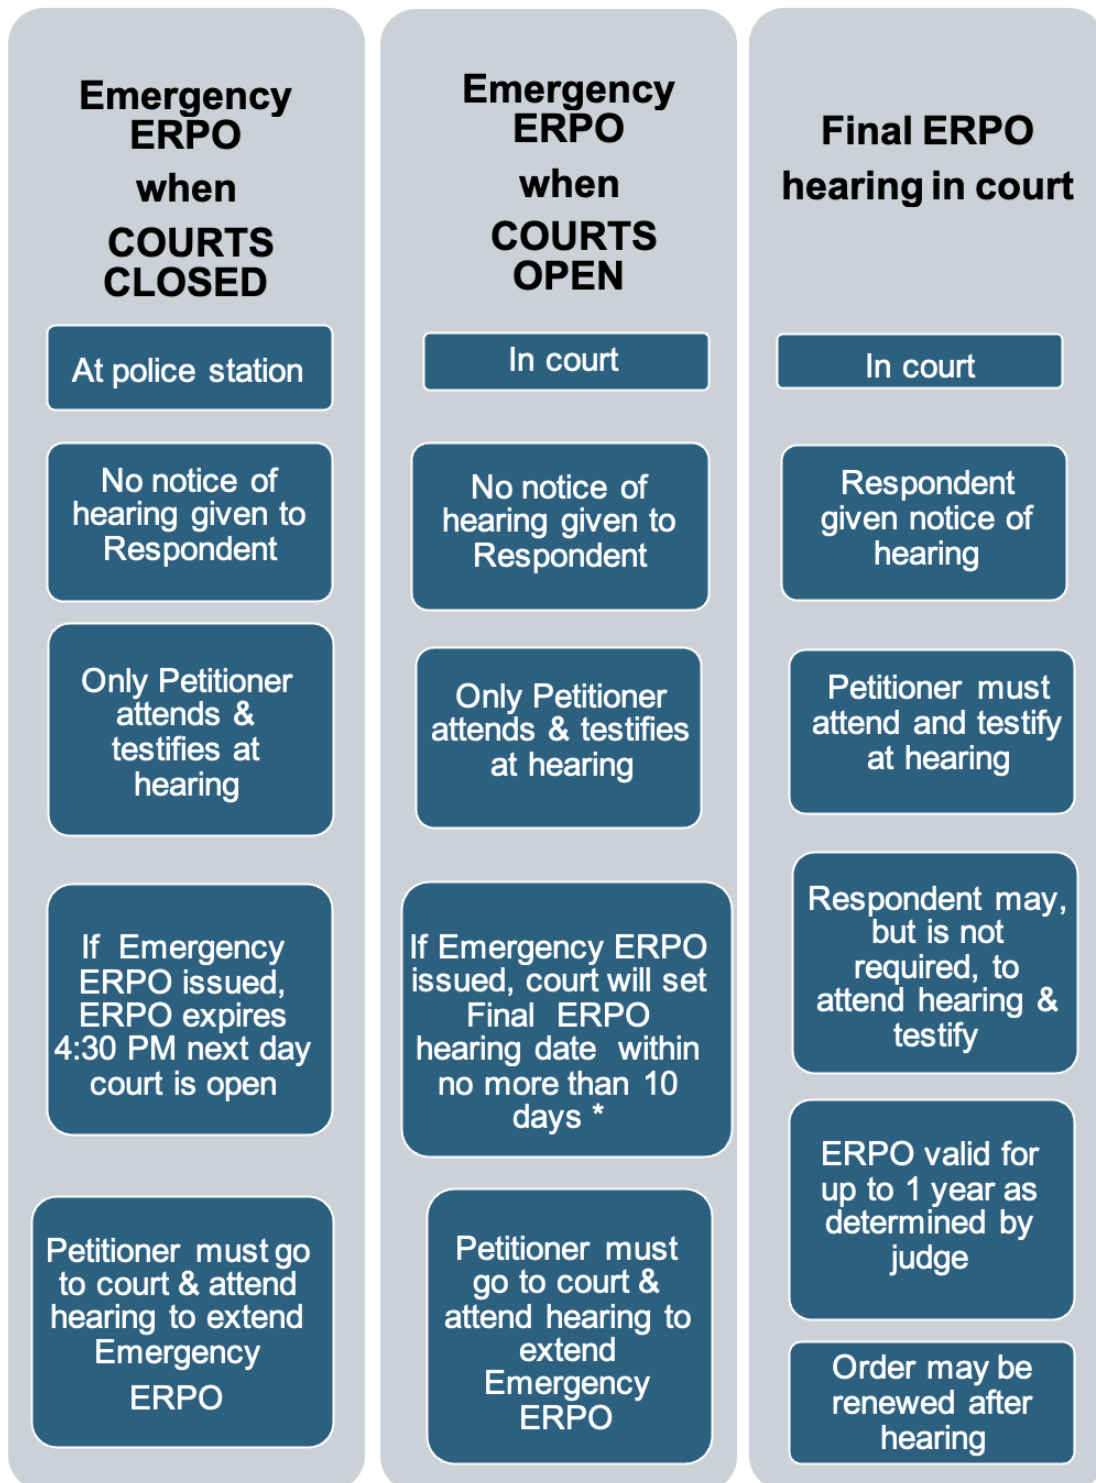 Emergency
ERPO
when
COURTS
CLOSED
At police station
No notice of
hearing given to
Respondent
Only Petitioner
attends &
testifies at
hearing
If Emergency
ERPO issued,
ERPO expires
4:30 PM next day
court is open
Petitioner must go
to court & attend
hearing to extend
Emergency
ERPO
Emergency
ERPO
when
COURTS
OPEN
In court
No notice of
hearing given to
Respondent
Only Petitioner
attends & testifies
at hearing
If Emergency ERPO
issued, court will set
Final ERPO
hearing date within
no more than 10
days *
Petitioner must
go to court &
attend hearing to
extend
Emergency
ERPO
Final ERPO
hearing in court
In court
Respondent
given notice of
hearing
Petitioner must
attend and testify
at hearing
Respondent may,
but is not
required, to
attend hearing &
testify
ERPO valid for
up to 1 year as
determined by
judge
Order may be
renewed after
hearing